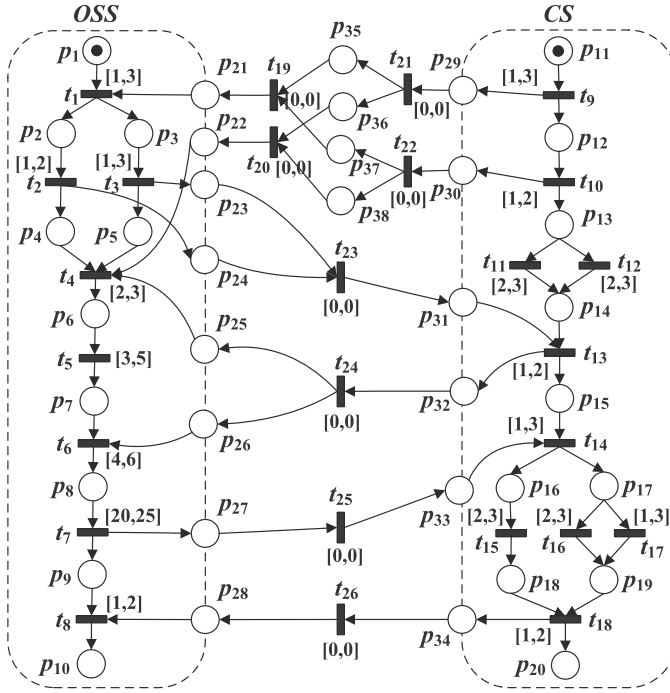 OSS CS
p1 p35 p11
[1,3] p21 t19 t21 p29 [1,3]
t1 [0,0] t9
p2 p3 p22 p36 [0,0] p12
[1,2] [1,3] t20 p37 t22 p30 t10
t2 t3 p23 [0,0] p38 [0,0] [1,2]
p4 p5 t23 p13
t11 t12
t4 p24 [2,3] [2,3]
[2,3] [0,0] p31 p14
p6 p25 t13
t5 [3,5] t24 [1,2]
p7 p32 p15
[0,0] [1,3]
t6 p26 t14
[4,6] p16 p17
p8 t25 p33
[20,25] p27 [2,3] [2,3] [1,3]
t7 t15 t16 t17
[0,0]
p9 p18 p19
[1,2] p28 t26
t8 p34 t18
[0,0] [1,2]
p10 p20